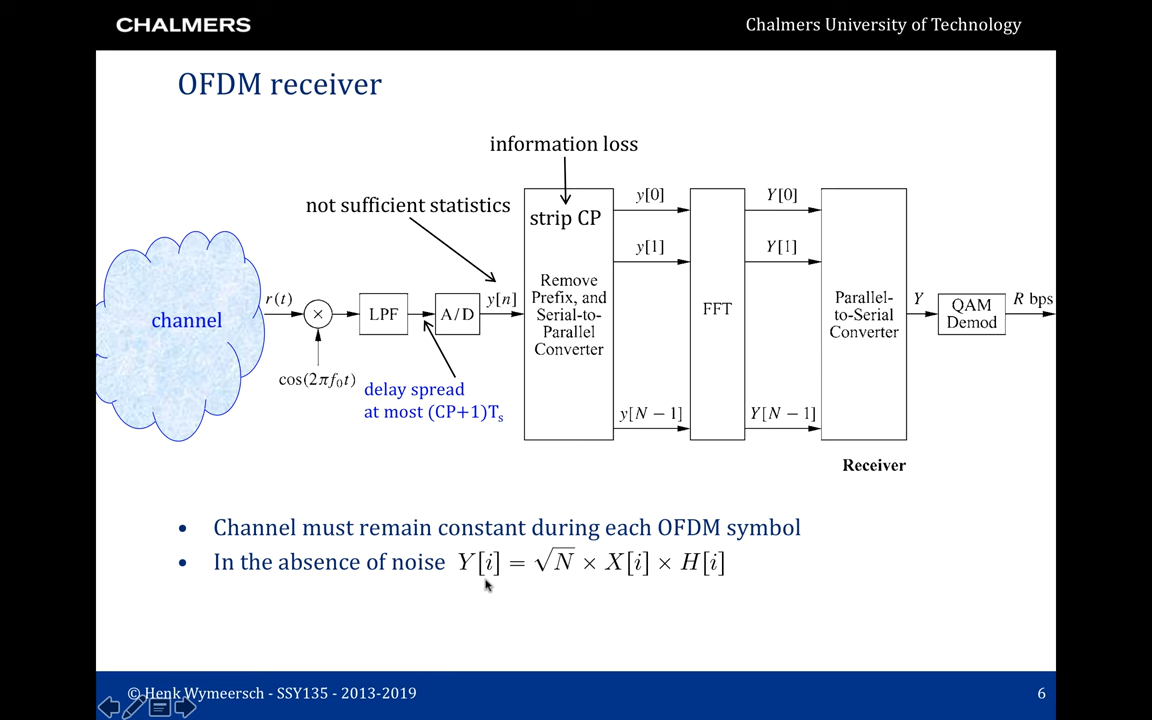 CHALMERS
Chalmers University of Technology
OFDM receiver
information loss
not sufficient statistics
strip CP
y[0]
Y[0]
y[1]
Y[1]
channel
r(t)
×
LPF
A/D
y[n]
Remove
Prefix, and
Serial-to-
Parallel
Converter
FFT
Parallel-
to-Serial
Converter
Y
QAM
Demod
R bps
cos(2πf₀t)
delay spread
at most (CP+1)Tₛ
y[N − 1]
Y[N − 1]
Receiver
• Channel must remain constant during each OFDM symbol
• In the absence of noise Y[i] = √N × X[i] × H[i]
© Henk Wymeersch - SSY135 - 2013-2019
6